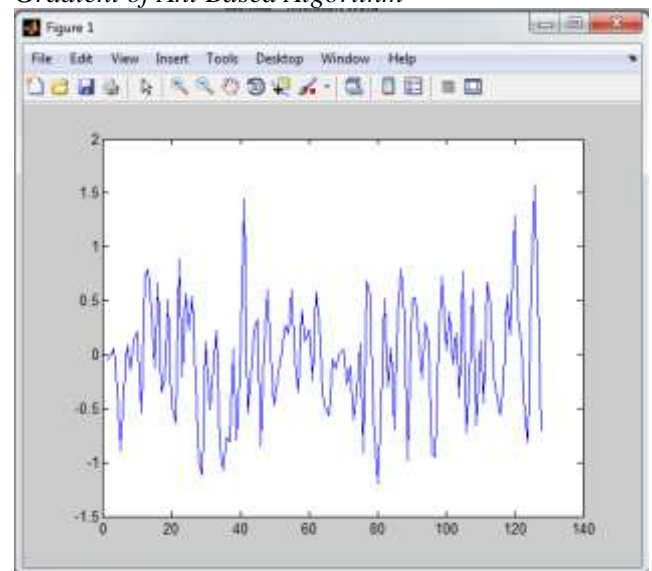 Gradient of Ant Based Algorithm
Figure 1
File Edit View Insert Tools Desktop Window Help
2
1.5
1
0.5
0
-0.5
-1
-1.5
0 20 40 60 80 100 120 140